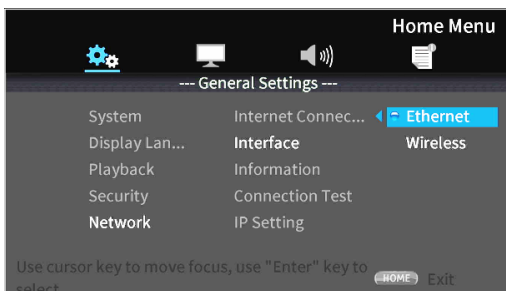 Home Menu
--- General Settings ---
System Internet Connec... Ethernet
Display Lan... Interface Wireless
Playback Information
Security Connection Test
Network IP Setting
Use cursor key to move focus, use "Enter" key to
select
HOME Exit